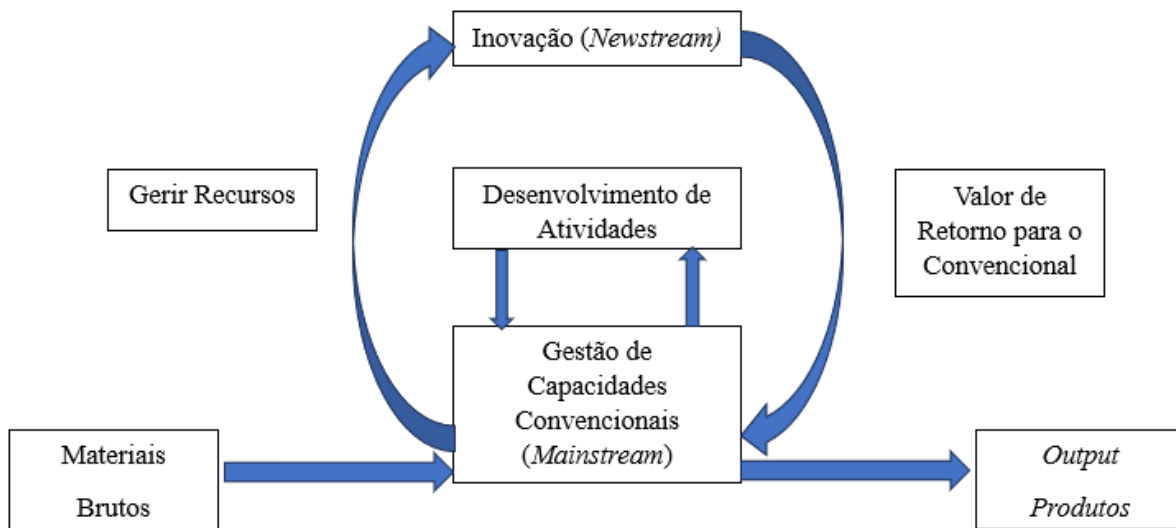 Inovação (Newstream)
Gerir Recursos
Desenvolvimento de
Atividades
Valor de
Retorno para o
Convencional
Gestão de
Capacidades
Convencionais
(Mainstream)
Materiais
Brutos
Output
Produtos